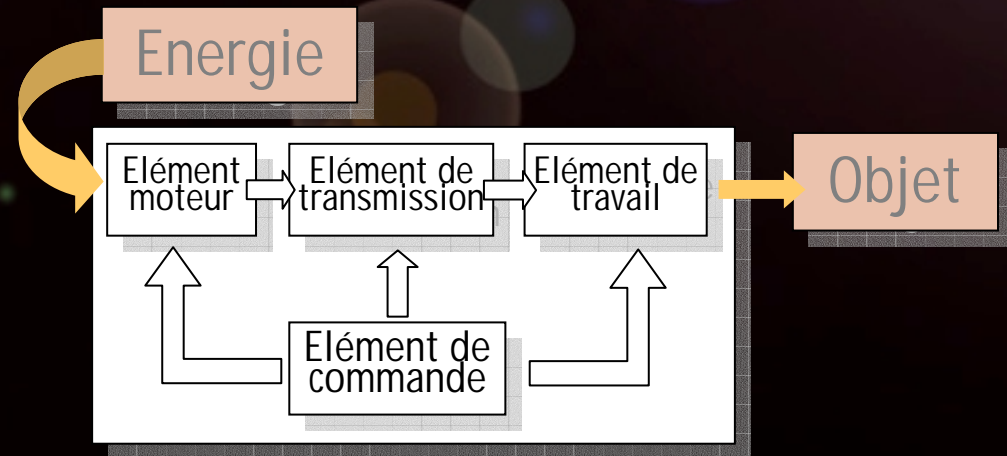 Energie
Elément
moteur
Elément de
transmission
Elément de
travail
Objet
Elément de
commande